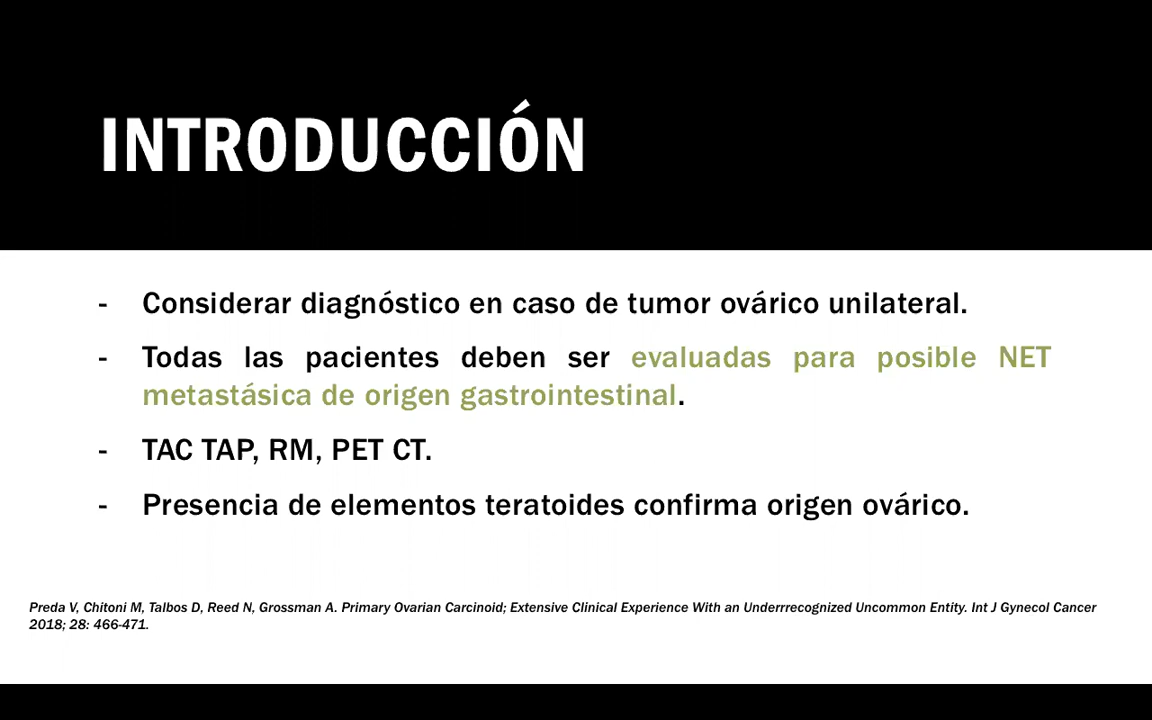 INTRODUCCIÓN
- Considerar diagnóstico en caso de tumor ovárico unilateral.
- Todas las pacientes deben ser evaluadas para posible NET
metastásica de origen gastrointestinal.
- TAC TAP, RM, PET CT.
- Presencia de elementos teratoides confirma origen ovárico.
Preda V, Chitoni M, Talbos D, Reed N, Grossman A. Primary Ovarian Carcinoid; Extensive Clinical Experience With an Underrrecognized Uncommon Entity. Int J Gynecol Cancer
2018; 28: 466-471.